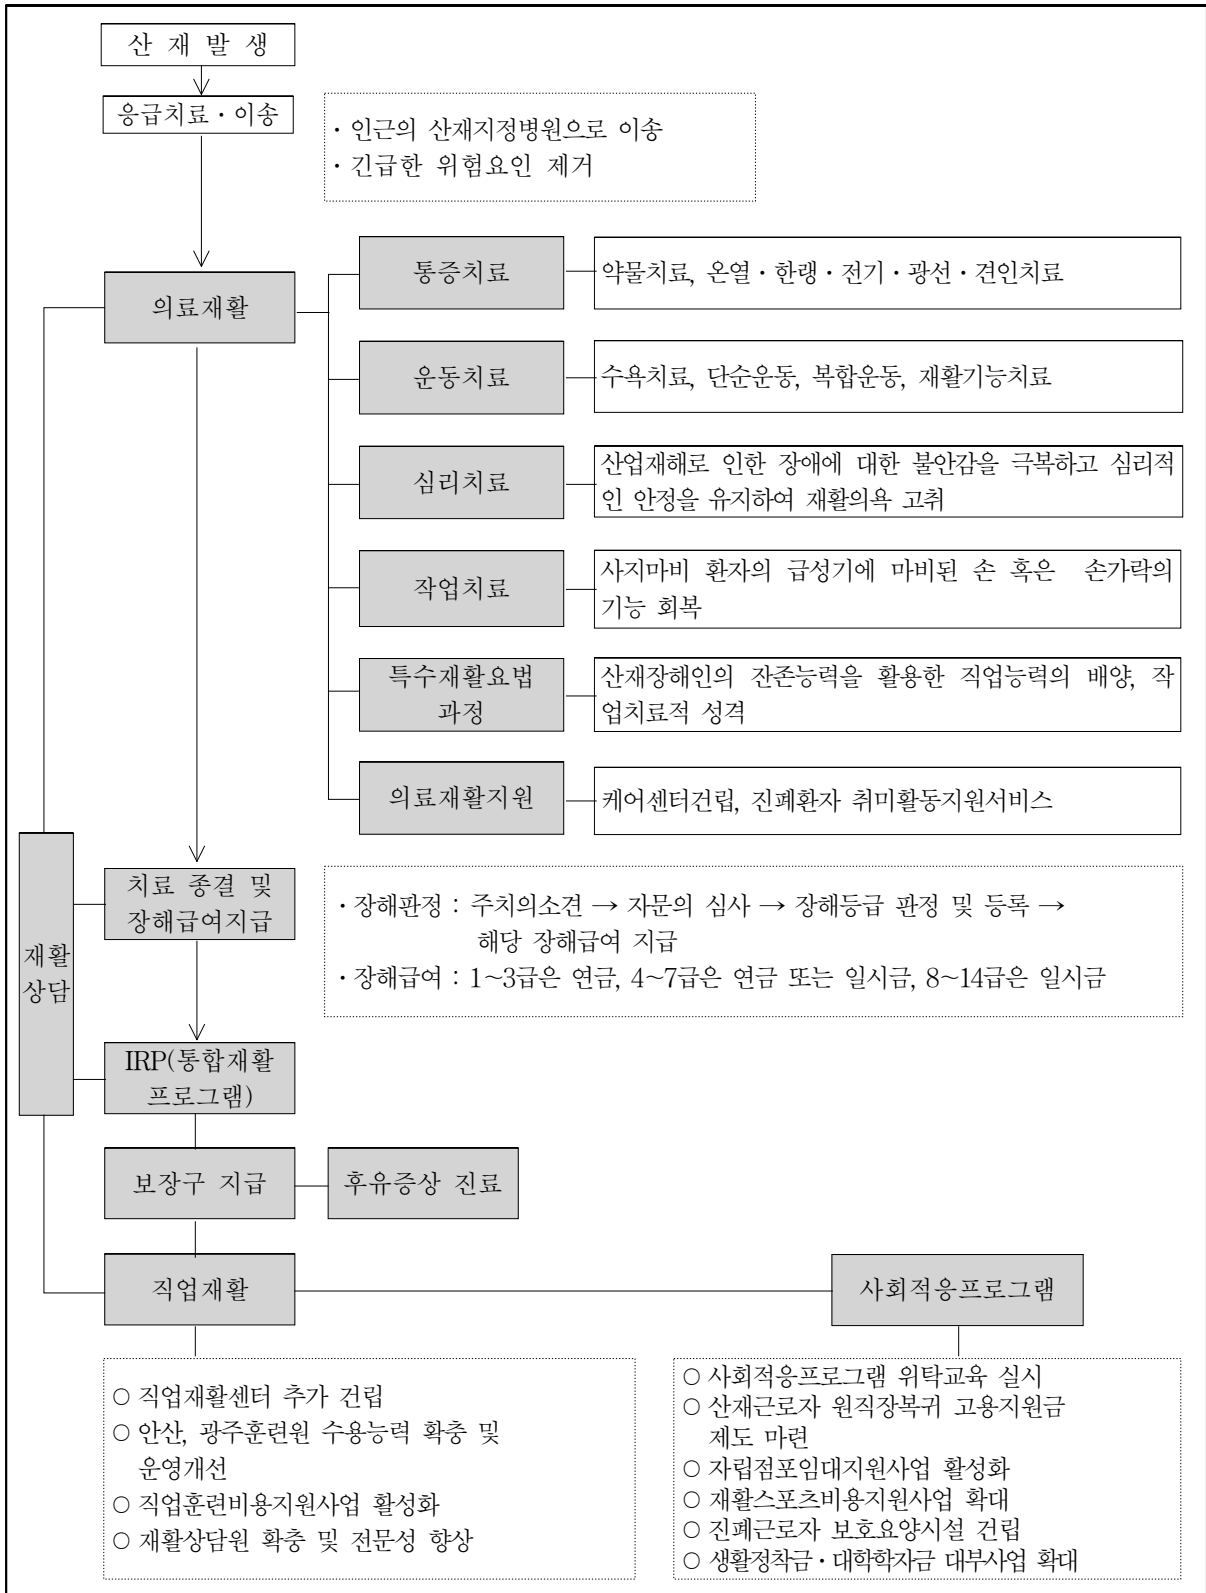 산 재 발 생
응급치료・이송
・인근의 산재지정병원으로 이송
・긴급한 위험요인 제거
의료재활
통증치료
약물치료, 온열・한랭・전기・광선・견인치료
운동치료
수욕치료, 단순운동, 복합운동, 재활기능치료
심리치료
산업재해로 인한 장애에 대한 불안감을 극복하고 심리적
인 안정을 유지하여 재활의욕 고취
작업치료
사지마비 환자의 급성기에 마비된 손 혹은 손가락의
기능 회복
특수재활요법
과정
산재장해인의 잔존능력을 활용한 직업능력의 배양, 작
업치료적 성격
의료재활지원
케어센터건립, 진폐환자 취미활동지원서비스
재활
상담
치료 종결 및
장해급여지급
・장해판정 : 주치의소견 → 자문의 심사 → 장해등급 판정 및 등록 →
해당 장해급여 지급
・장해급여 : 1~3급은 연금, 4~7급은 연금 또는 일시금, 8~14급은 일시금
IRP(통합재활
프로그램)
보장구 지급
후유증상 진료
직업재활
사회적응프로그램
○ 직업재활센터 추가 건립
○ 안산, 광주훈련원 수용능력 확충 및
운영개선
○ 직업훈련비용지원사업 활성화
○ 재활상담원 확충 및 전문성 향상
○ 사회적응프로그램 위탁교육 실시
○ 산재근로자 원직장복귀 고용지원금
제도 마련
○ 자립점포임대지원사업 활성화
○ 재활스포츠비용지원사업 확대
○ 진폐근로자 보호요양시설 건립
○ 생활정착금・대학학자금 대부사업 확대